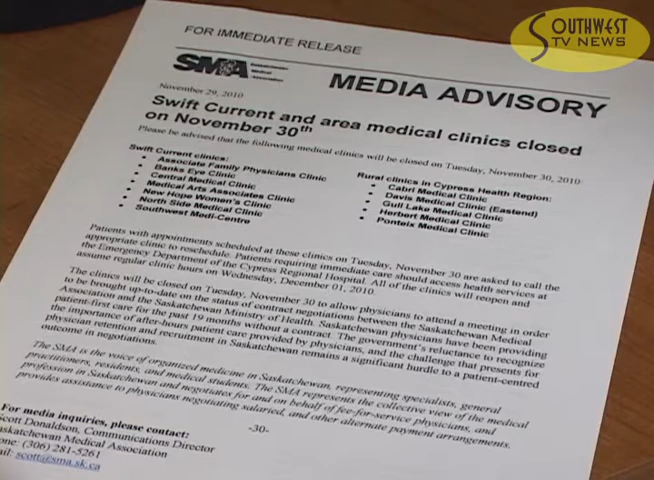 SOUTHWEST
TV NEWS
FOR IMMEDIATE RELEASE
SMA Saskatchewan
Medical
Association
MEDIA ADVISORY
November 29, 2010
Swift Current and area medical clinics closed
on November 30th
Please be advised that the following medical clinics will be closed on Tuesday, November 30, 2010:
Swift Current clinics:
• Associate Family Physicians Clinic
• Banks Eye Clinic
• Central Medical Clinic
• Medical Arts Associates Clinic
• New Hope Women's Clinic
• North Side Medical Clinic
• Southwest Medi-Centre
Rural clinics in Cypress Health Region:
• Cabri Medical Clinic
• Davis Medical Clinic (Eastend)
• Gull Lake Medical Clinic
• Herbert Medical Clinic
• Ponteix Medical Clinic
Patients with appointments scheduled at these clinics on Tuesday, November 30 are asked to call the
appropriate clinic to reschedule. Patients requiring immediate care should access health services at
the Emergency Department of the Cypress Regional Hospital. All of the clinics will reopen and
assume regular clinic hours on Wednesday, December 01, 2010.
The clinics will be closed on Tuesday, November 30 to allow physicians to attend a meeting in order
to be brought up-to-date on the status of contract negotiations between the Saskatchewan Medical
Association and the Saskatchewan Ministry of Health. Saskatchewan physicians have been providing
patient-first care for the past 19 months without a contract. The government's reluctance to recognize
the importance of after-hours patient care provided by physicians, and the challenge that presents for
physician retention and recruitment in Saskatchewan remains a significant hurdle to a patient-centred
outcome in negotiations.
The SMA is the voice of organized medicine in Saskatchewan, representing specialists, general
practitioners, residents, and medical students. The SMA represents the collective view of the medical
profession in Saskatchewan and negotiates for and on behalf of fee-for-service physicians, and
provides assistance to physicians negotiating salaried, and other alternate payment arrangements.
-30-
For media inquiries, please contact:
Scott Donaldson, Communications Director
Saskatchewan Medical Association
one: (306) 281-5261
ail: scott@sma.sk.ca